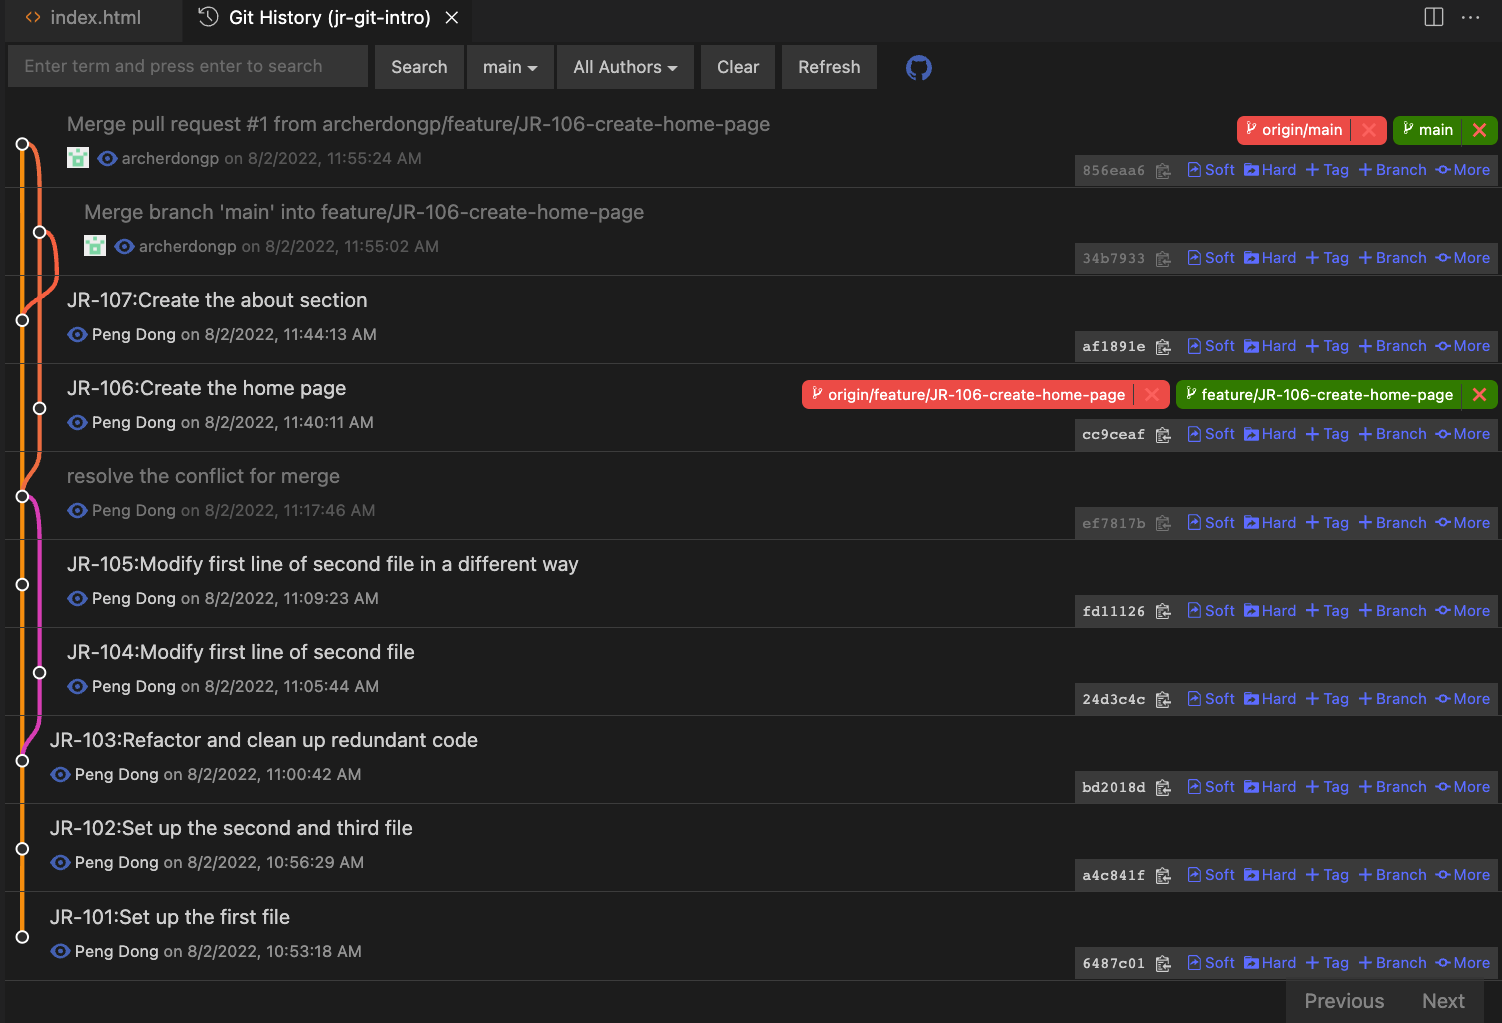 <> index.html Git History (jr-git-intro)
Enter term and press enter to search Search main All Authors Clear Refresh
Merge pull request #1 from archerdongp/feature/JR-106-create-home-page origin/main main
archerdongp on 8/2/2022, 11:55:24 AM
856eaa6 Soft Hard + Tag + Branch More
Merge branch 'main' into feature/JR-106-create-home-page
archerdongp on 8/2/2022, 11:55:02 AM
34b7933 Soft Hard + Tag + Branch More
JR-107:Create the about section
Peng Dong on 8/2/2022, 11:44:13 AM
af1891e Soft Hard + Tag + Branch More
JR-106:Create the home page origin/feature/JR-106-create-home-page feature/JR-106-create-home-page
Peng Dong on 8/2/2022, 11:40:11 AM
cc9ceaf Soft Hard + Tag + Branch More
resolve the conflict for merge
Peng Dong on 8/2/2022, 11:17:46 AM
ef7817b Soft Hard + Tag + Branch More
JR-105:Modify first line of second file in a different way
Peng Dong on 8/2/2022, 11:09:23 AM
fd11126 Soft Hard + Tag + Branch More
JR-104:Modify first line of second file
Peng Dong on 8/2/2022, 11:05:44 AM
24d3c4c Soft Hard + Tag + Branch More
JR-103:Refactor and clean up redundant code
Peng Dong on 8/2/2022, 11:00:42 AM
bd2018d Soft Hard + Tag + Branch More
JR-102:Set up the second and third file
Peng Dong on 8/2/2022, 10:56:29 AM
a4c841f Soft Hard + Tag + Branch More
JR-101:Set up the first file
Peng Dong on 8/2/2022, 10:53:18 AM
6487c01 Soft Hard + Tag + Branch More
Previous Next